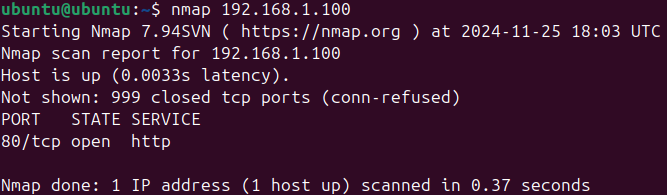 ubuntu@ubuntu:~$ nmap 192.168.1.100
Starting Nmap 7.94SVN ( https://nmap.org ) at 2024-11-25 18:03 UTC
Nmap scan report for 192.168.1.100
Host is up (0.0033s latency).
Not shown: 999 closed tcp ports (conn-refused)
PORT   STATE SERVICE
80/tcp open  http
Nmap done: 1 IP address (1 host up) scanned in 0.37 seconds